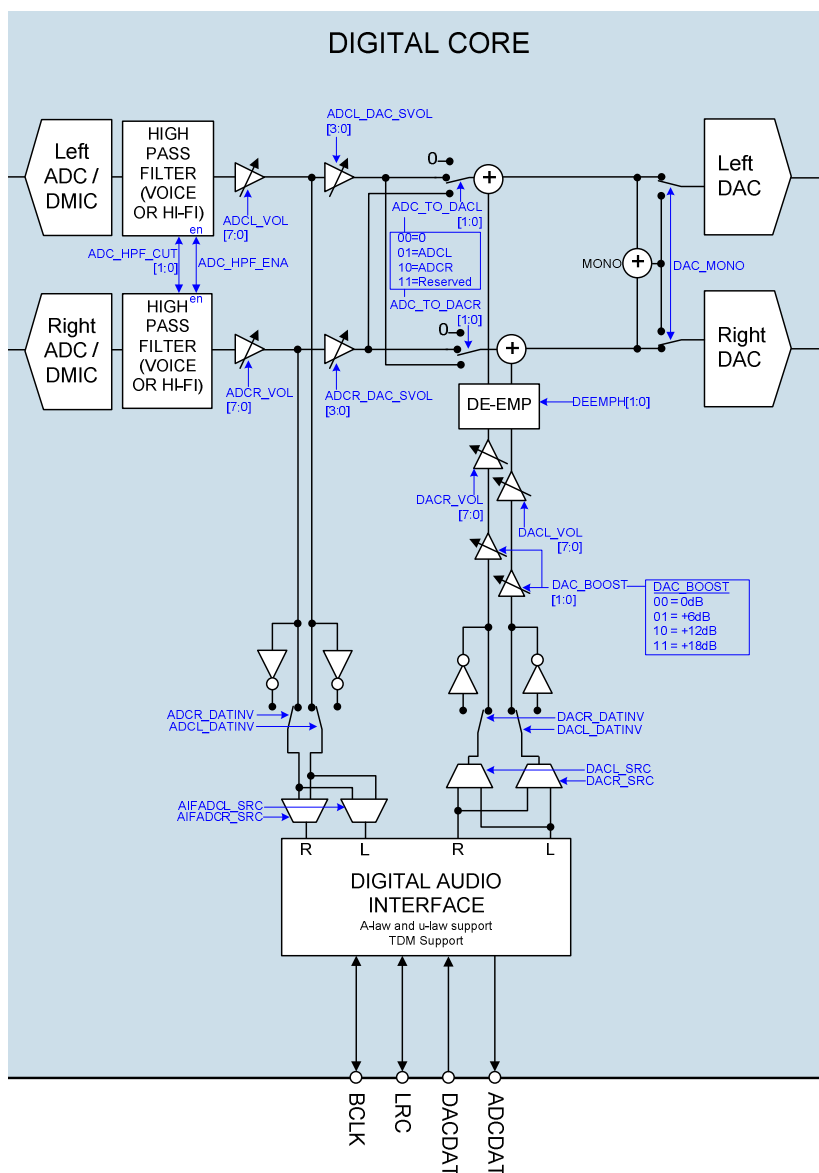 DIGITAL CORE
ADCL_DAC_SVOL
[3:0]
Left
ADC /
DMIC
HIGH
PASS
FILTER
(VOICE
OR HI-FI)
en
0
+
Left
DAC
ADCL_VOL
[7:0]
ADC_TO_DACL
[1:0]
00=0
01=ADCL
10=ADCR
11=Reserved
ADC_TO_DACR
[1:0]
ADC_HPF_CUT
[1:0]
ADC_HPF_ENA
MONO
+
DAC_MONO
Right
ADC /
DMIC
en
HIGH
PASS
FILTER
(VOICE
OR HI-FI)
0
+
Right
DAC
ADCR_VOL
[7:0]
ADCR_DAC_SVOL
[3:0]
DE-EMP
DEEMPH[1:0]
DACR_VOL
[7:0]
DACL_VOL
[7:0]
DAC_BOOST
[1:0]
DAC_BOOST
00 = 0dB
01 = +6dB
10 = +12dB
11 = +18dB
ADCR_DATINV
ADCL_DATINV
DACR_DATINV
DACL_DATINV
DACL_SRC
DACR_SRC
AIFADCL_SRC
AIFADCR_SRC
R
L
R
L
DIGITAL AUDIO
INTERFACE
A-law and u-law support
TDM Support
BCLK
LRC
DACDAT
ADCDAT